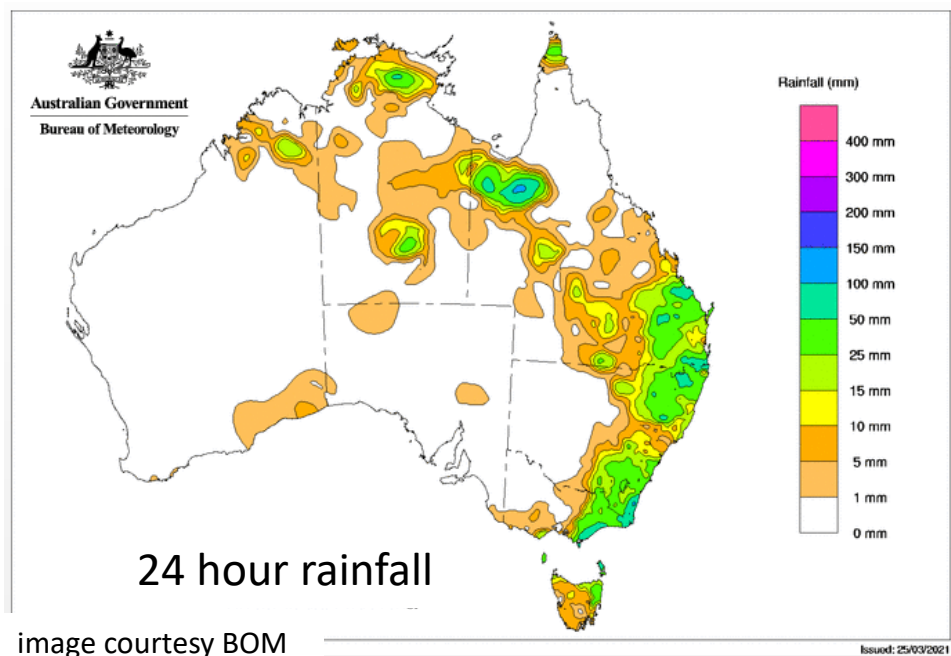 Australian Government
Bureau of Meteorology
Rainfall (mm)
400 mm
300 mm
200 mm
150 mm
100 mm
50 mm
25 mm
15 mm
10 mm
5 mm
1 mm
0 mm
24 hour rainfall
image courtesy BOM
Issued: 25/03/2021